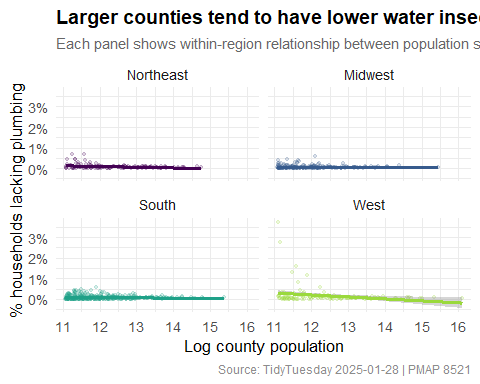 Larger counties tend to have lower water inse
Each panel shows within-region relationship between population s
Northeast
Midwest
% households lacking plumbing
3%
2%
1%
0%
South
West
3%
2%
1%
0%
11 12 13 14 15 16 11 12 13 14 15 16
Log county population
Source: TidyTuesday 2025-01-28 | PMAP 8521